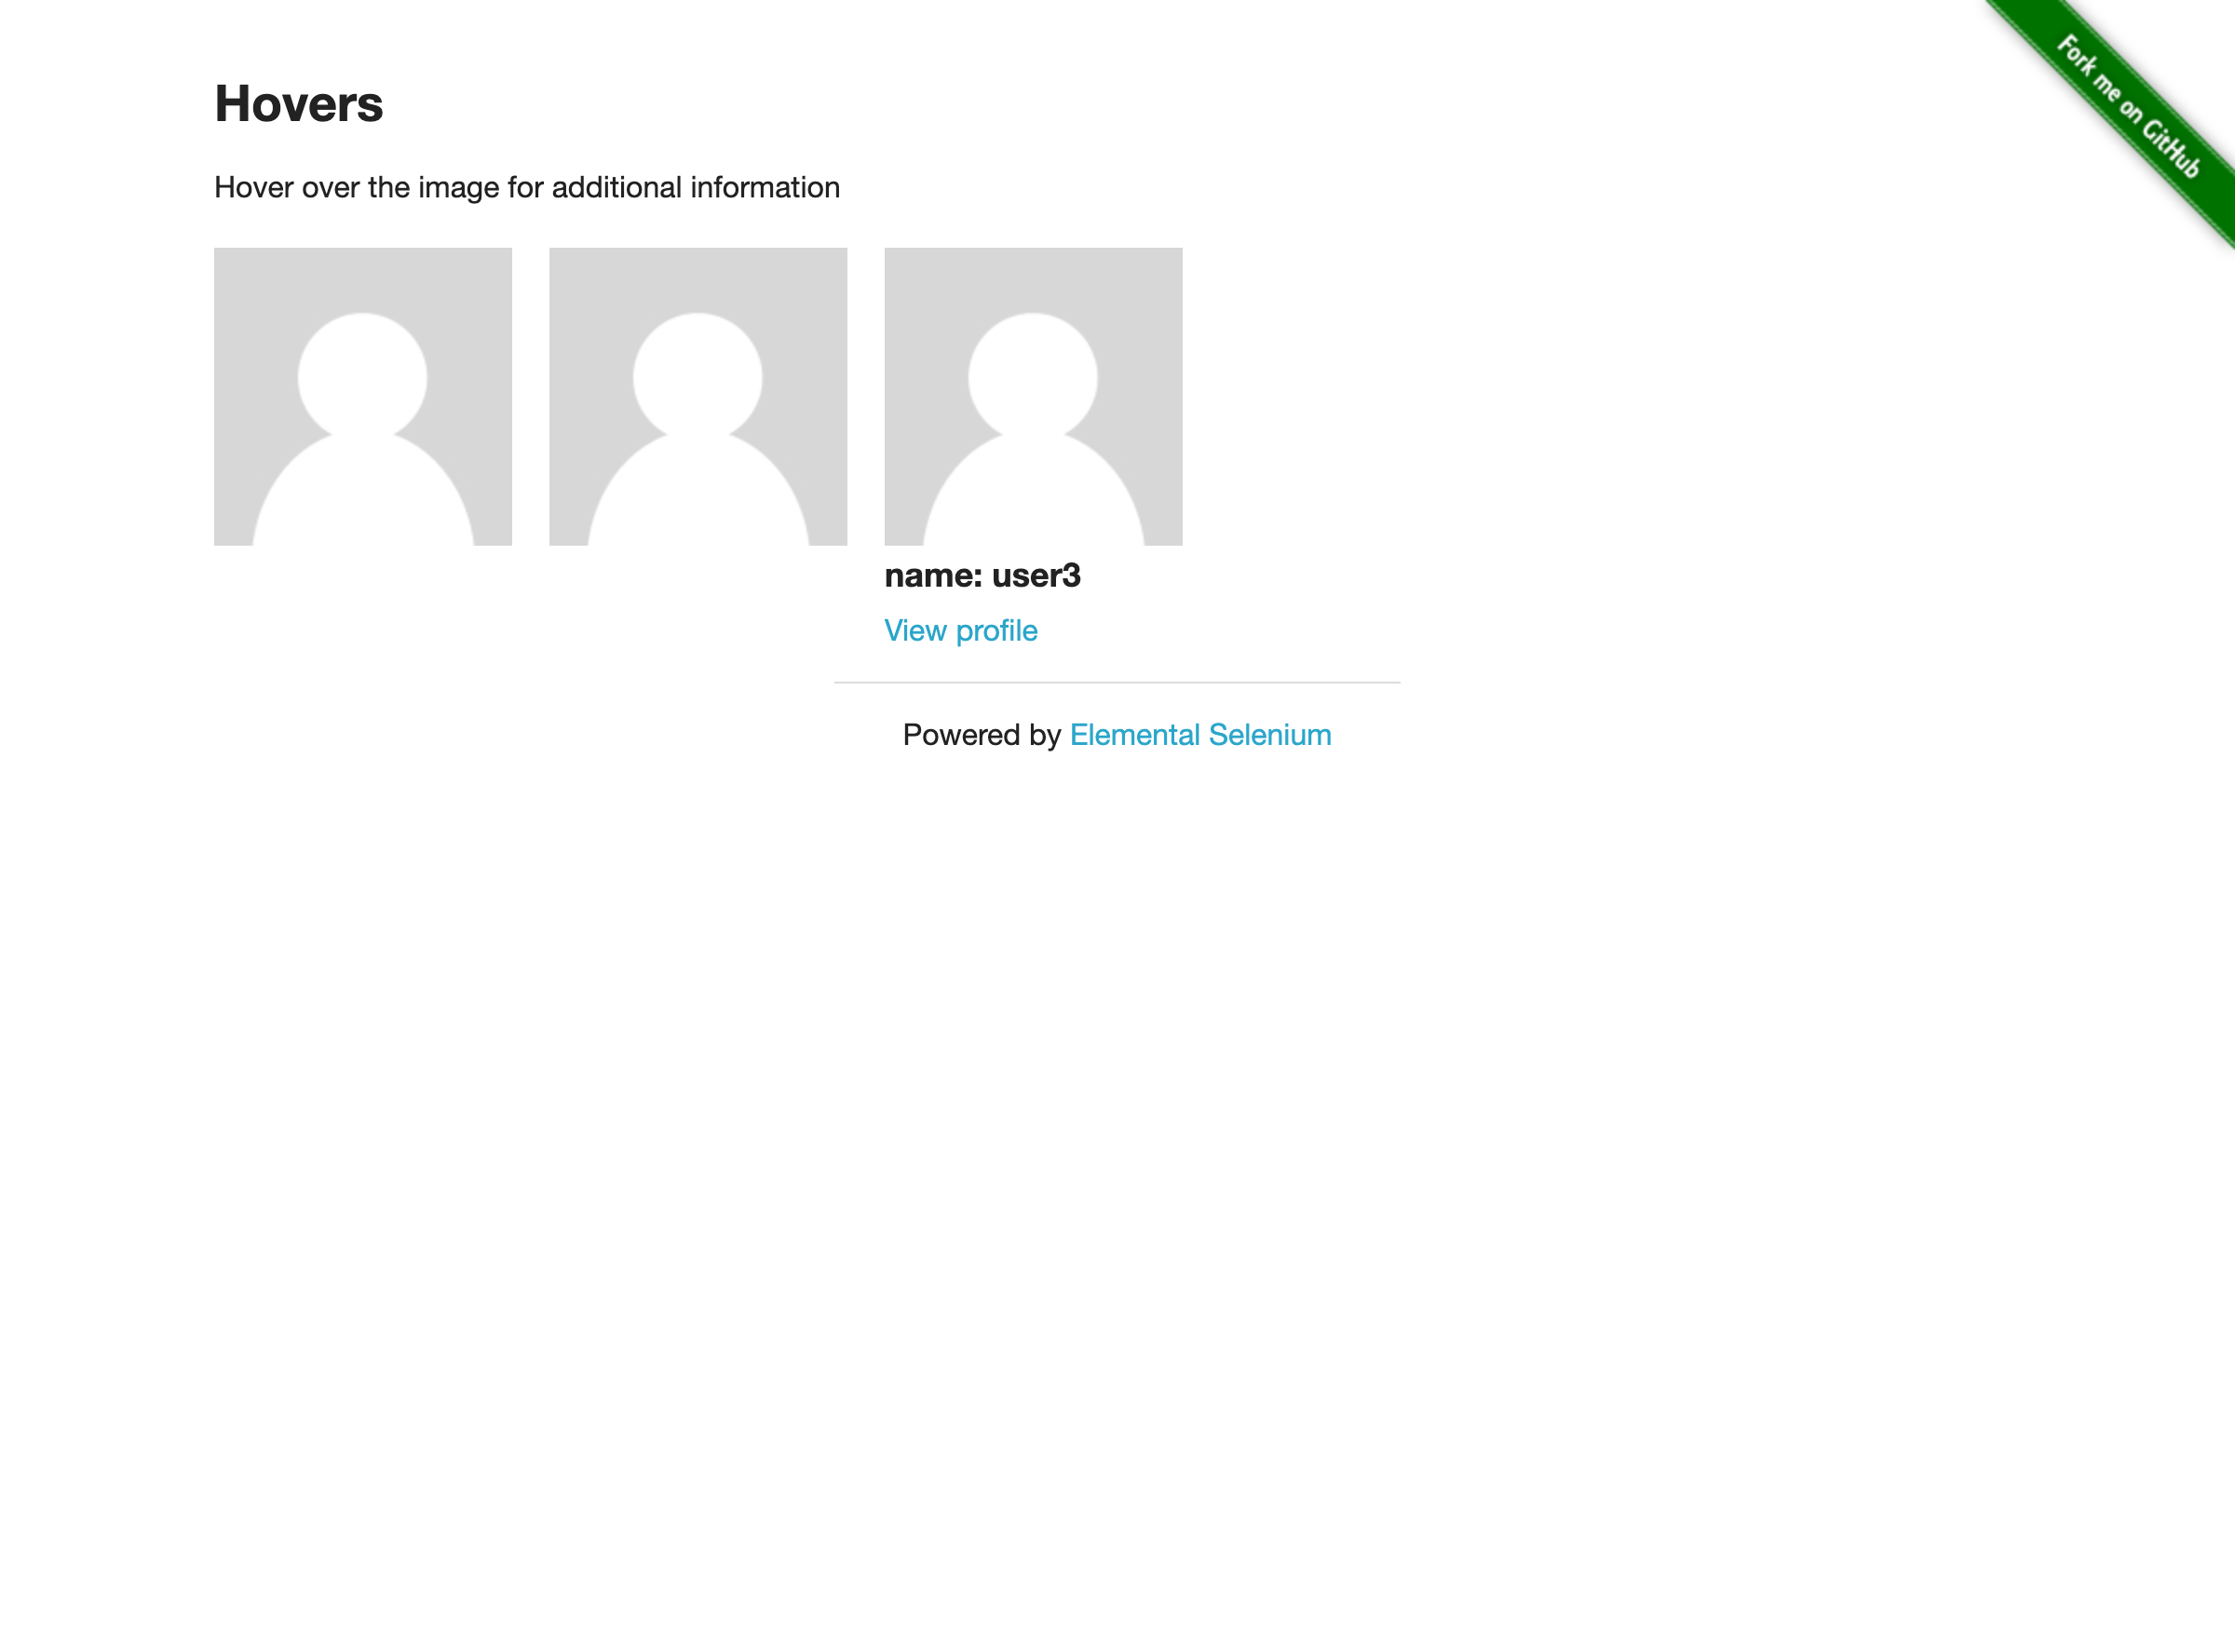 Fork me on GitHub
Hovers
Hover over the image for additional information
name: user3
View profile
Powered by Elemental Selenium